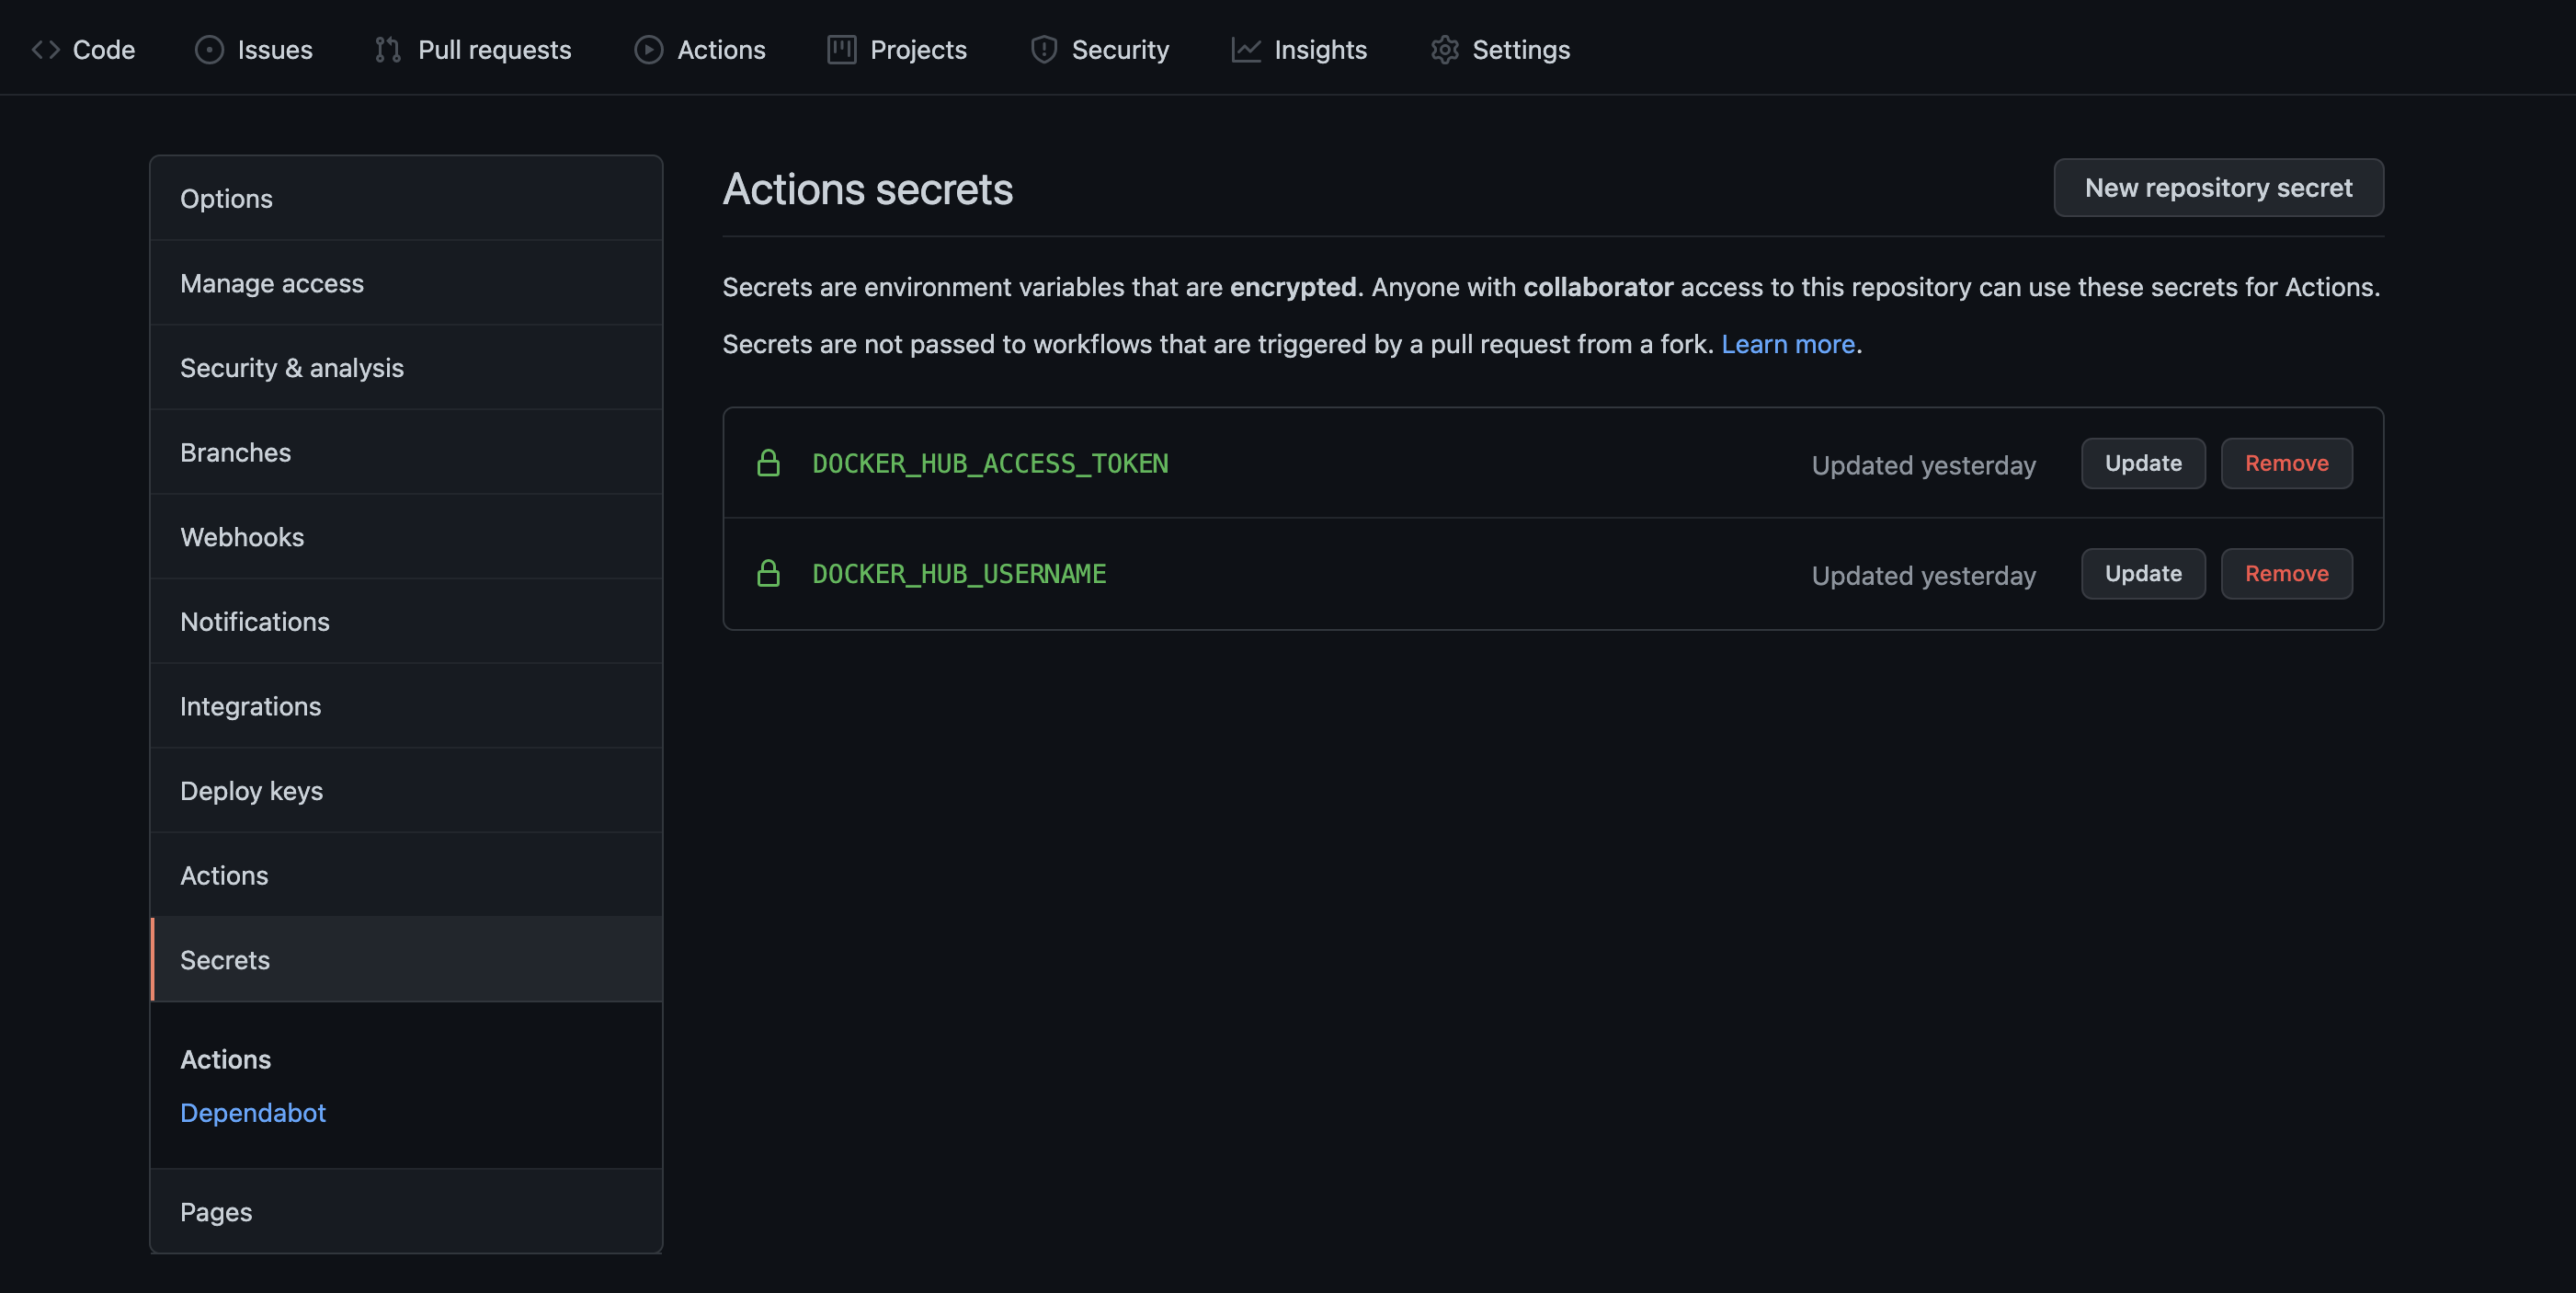 Code Issues Pull requests Actions Projects Security Insights Settings
Options
Manage access
Security & analysis
Branches
Webhooks
Notifications
Integrations
Deploy keys
Actions
Secrets
Actions
Dependabot
Pages
Actions secrets
New repository secret
Secrets are environment variables that are encrypted. Anyone with collaborator access to this repository can use these secrets for Actions.
Secrets are not passed to workflows that are triggered by a pull request from a fork. Learn more.
DOCKER_HUB_ACCESS_TOKEN Updated yesterday Update Remove
DOCKER_HUB_USERNAME Updated yesterday Update Remove